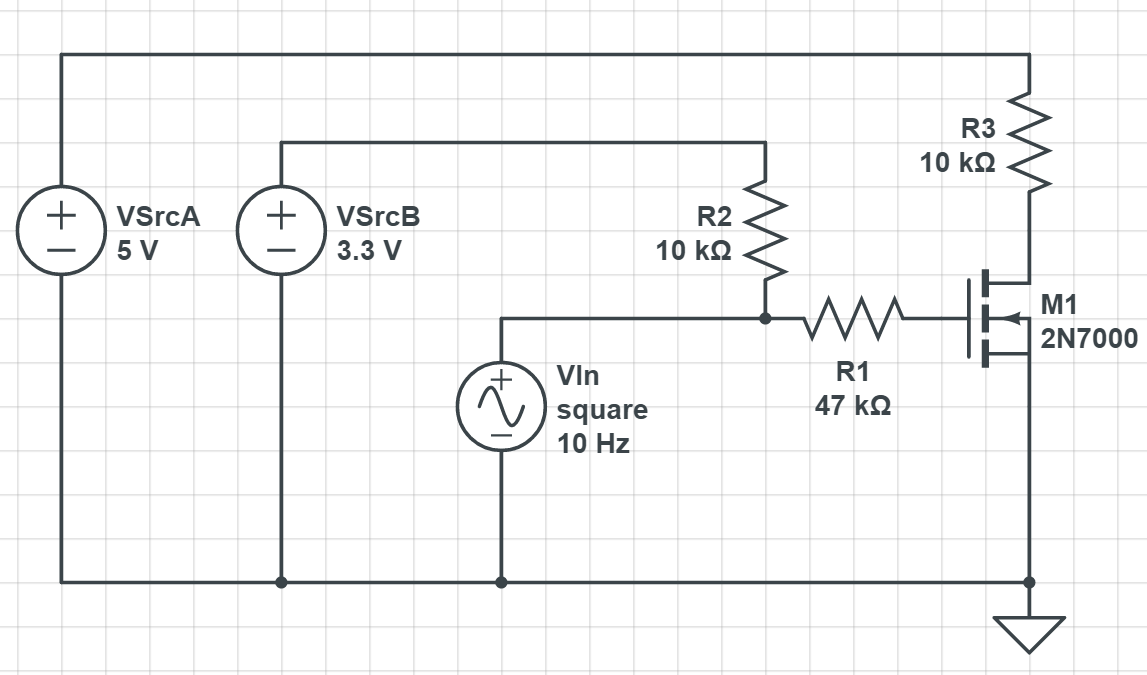 VSrcA
5 V
VSrcB
3.3 V
R2
10 kΩ
R3
10 kΩ
M1
2N7000
R1
47 kΩ
VIn
square
10 Hz